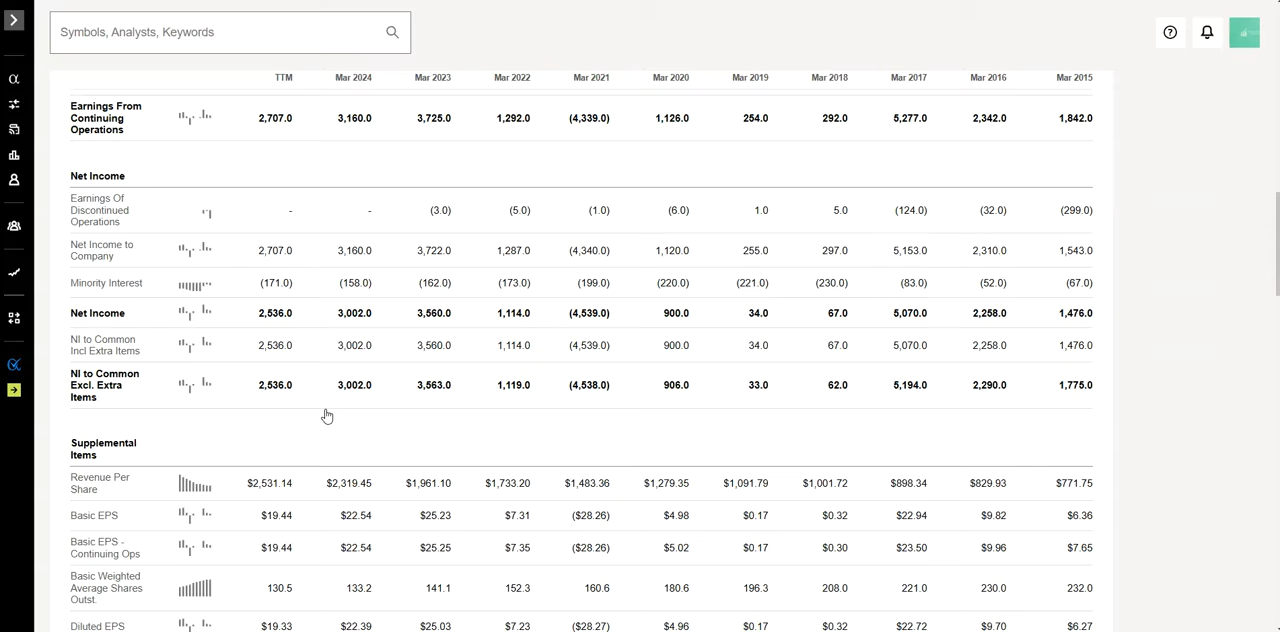 Symbols, Analysts, Keywords
TTM Mar 2024 Mar 2023 Mar 2022 Mar 2021 Mar 2020 Mar 2019 Mar 2018 Mar 2017 Mar 2016 Mar 2015
Earnings From
Continuing
Operations
2,707.0 3,160.0 3,725.0 1,292.0 (4,339.0) 1,126.0 254.0 292.0 5,277.0 2,342.0 1,842.0
Net Income
Earnings Of
Discontinued
Operations
- - (3.0) (5.0) (1.0) (6.0) 1.0 5.0 (124.0) (32.0) (299.0)
Net Income to
Company
2,707.0 3,160.0 3,722.0 1,287.0 (4,340.0) 1,120.0 255.0 297.0 5,153.0 2,310.0 1,543.0
Minority Interest (171.0) (158.0) (162.0) (173.0) (199.0) (220.0) (221.0) (230.0) (83.0) (52.0) (67.0)
Net Income 2,536.0 3,002.0 3,560.0 1,114.0 (4,539.0) 900.0 34.0 67.0 5,070.0 2,258.0 1,476.0
NI to Common
Incl Extra Items
2,536.0 3,002.0 3,560.0 1,114.0 (4,539.0) 900.0 34.0 67.0 5,070.0 2,258.0 1,476.0
NI to Common
Excl. Extra
Items
2,536.0 3,002.0 3,563.0 1,119.0 (4,538.0) 906.0 33.0 62.0 5,194.0 2,290.0 1,775.0
Supplemental
Items
Revenue Per
Share
$2,531.14 $2,319.45 $1,961.10 $1,733.20 $1,483.36 $1,279.35 $1,091.79 $1,001.72 $898.34 $829.93 $771.75
Basic EPS $19.44 $22.54 $25.23 $7.31 ($28.26) $4.98 $0.17 $0.32 $22.94 $9.82 $6.36
Basic EPS -
Continuing Ops
$19.44 $22.54 $25.25 $7.35 ($28.26) $5.02 $0.17 $0.30 $23.50 $9.96 $7.65
Basic Weighted
Average Shares
Outst.
130.5 133.2 141.1 152.3 160.6 180.6 196.3 208.0 221.0 230.0 232.0
Diluted EPS $19.33 $22.39 $25.03 $7.23 ($28.27) $4.96 $0.17 $0.32 $22.72 $9.70 $6.27